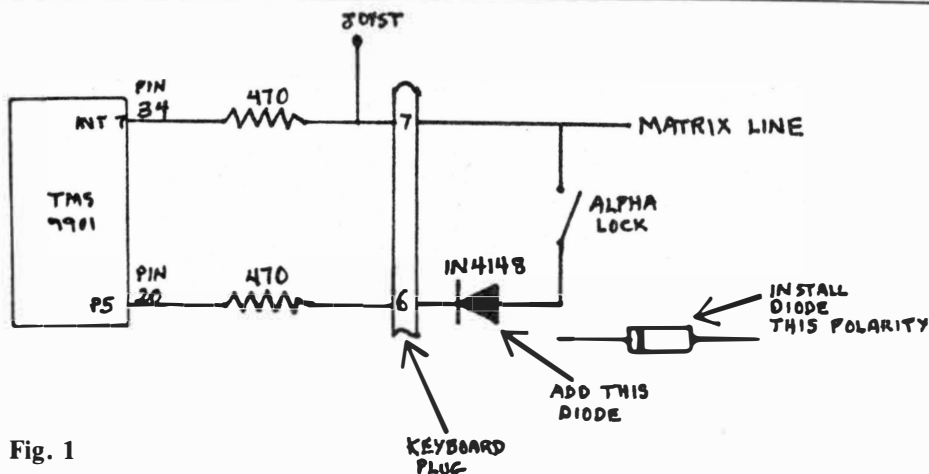 JOYST
PIN
34
470
INT 7
7
MATRIX LINE
TMS
9901
ALPHA
LOCK
PIN
20
470
IN4148
P5
6
INSTALL
DIODE
THIS POLARITY
ADD THIS
DIODE
KEYBOARD
PLUG
Fig. 1